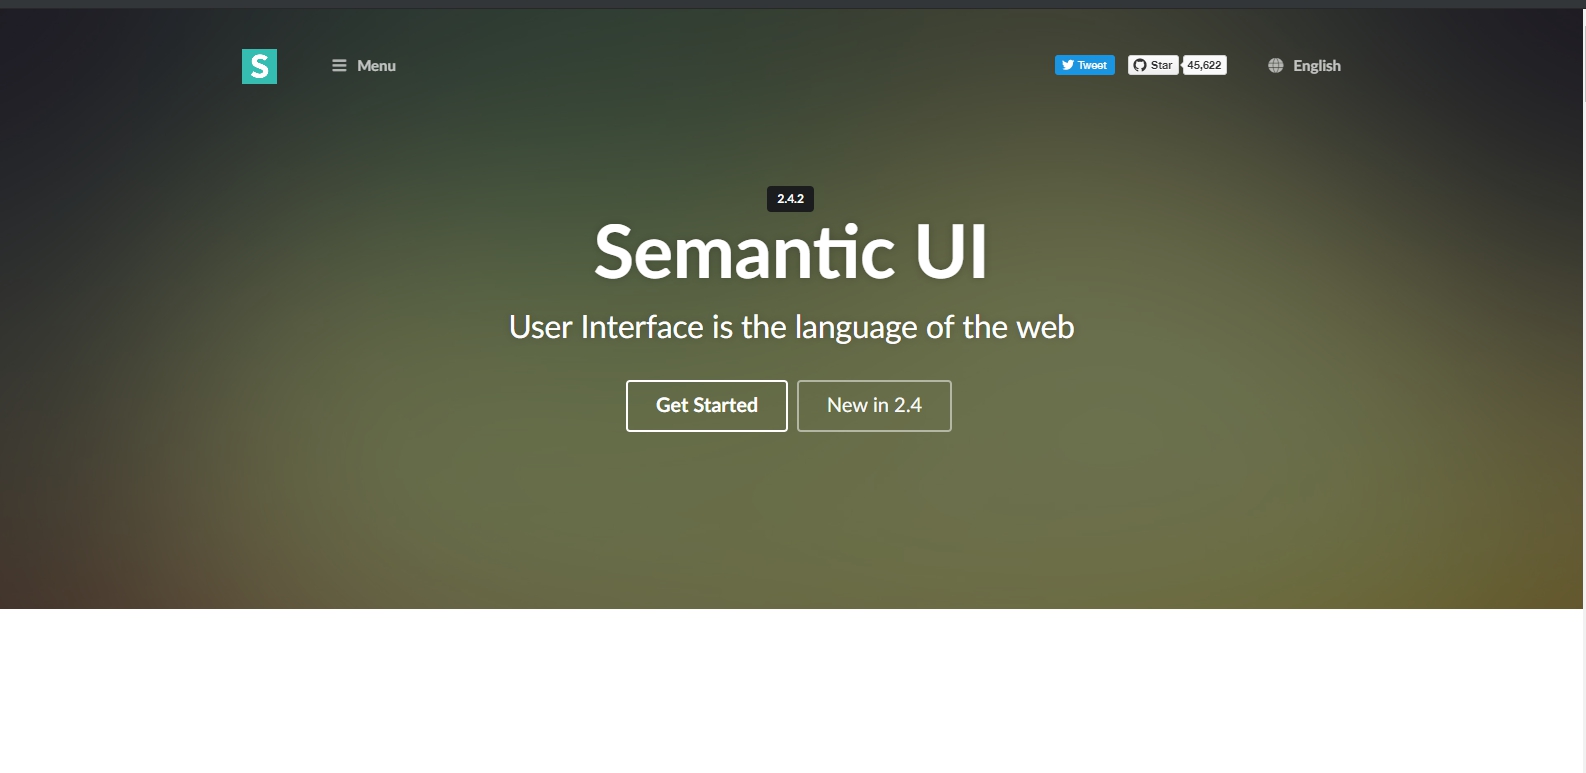 S
Menu
Tweet
Star
45,622
English
2.4.2
Semantic UI
User Interface is the language of the web
Get Started
New in 2.4